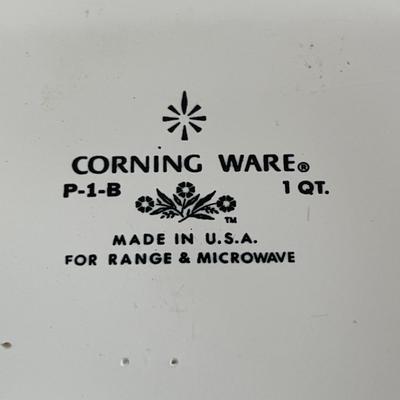 CORNING WARE®
P-1-B 1 QT.
™
MADE IN U.S.A.
FOR RANGE & MICROWAVE